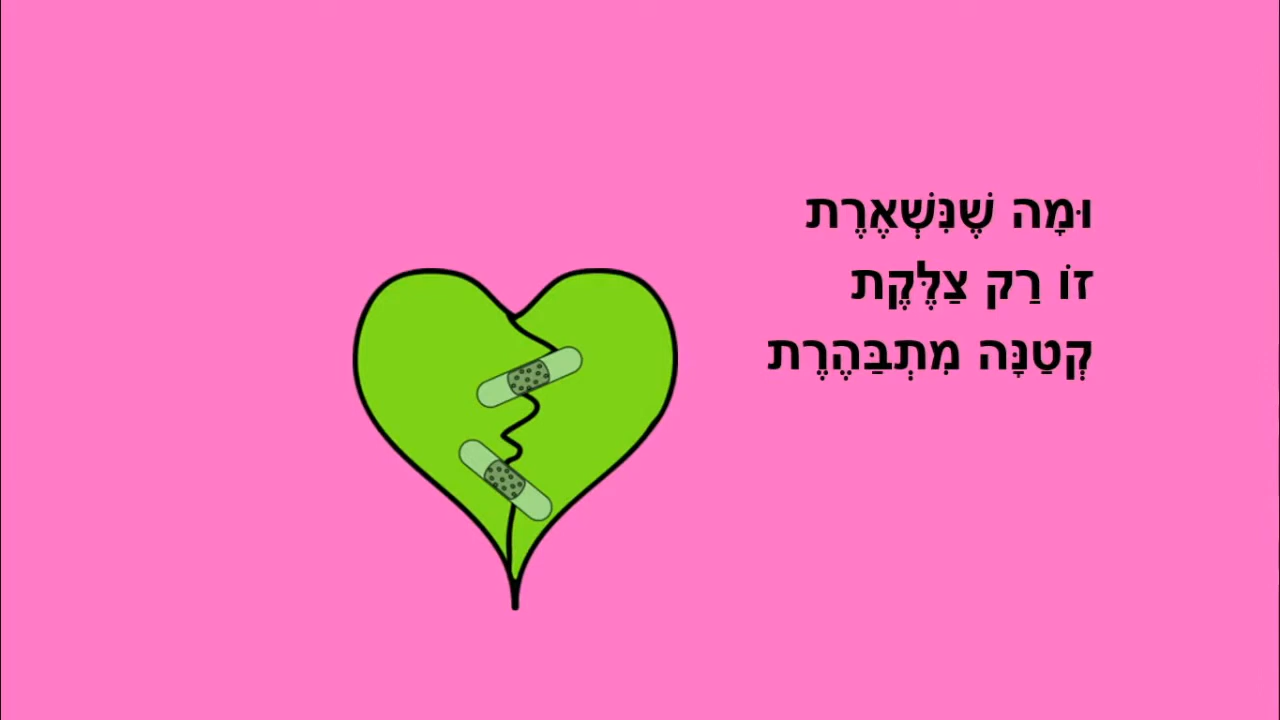 וּמָה שֶׁנִּשְׁאֶרֶת
זוֹ רַק צַלֶּקֶת
קְטַנָּה מִתְבַּהֶרֶת